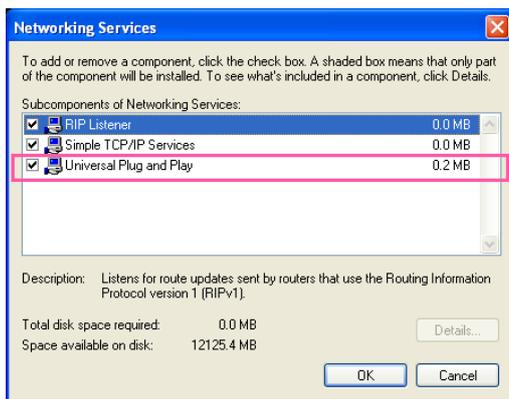 Networking Services
To add or remove a component, click the check box. A shaded box means that only part
of the component will be installed. To see what's included in a component, click Details.
Subcomponents of Networking Services:
RIP Listener 0.0 MB
Simple TCP/IP Services 0.0 MB
Universal Plug and Play 0.2 MB
Description: Listens for route updates sent by routers that use the Routing Information
Protocol version 1 (RIPv1).
Total disk space required: 0.0 MB
Space available on disk: 12125.4 MB
Details...
OK Cancel